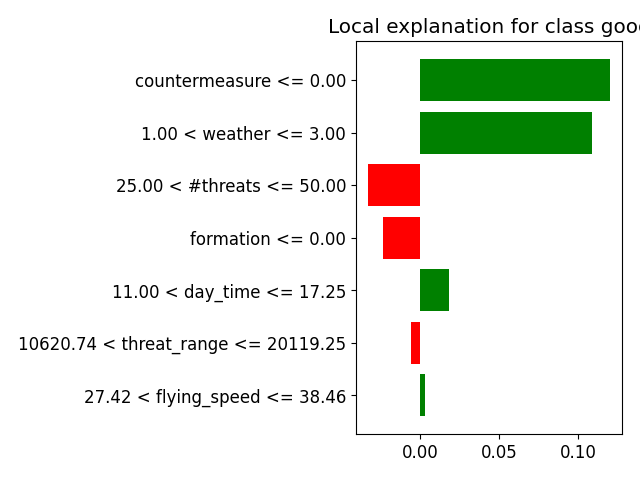 Local explanation for class good
countermeasure <= 0.00
1.00 < weather <= 3.00
25.00 < #threats <= 50.00
formation <= 0.00
11.00 < day_time <= 17.25
10620.74 < threat_range <= 20119.25
27.42 < flying_speed <= 38.46
0.00 0.05 0.10